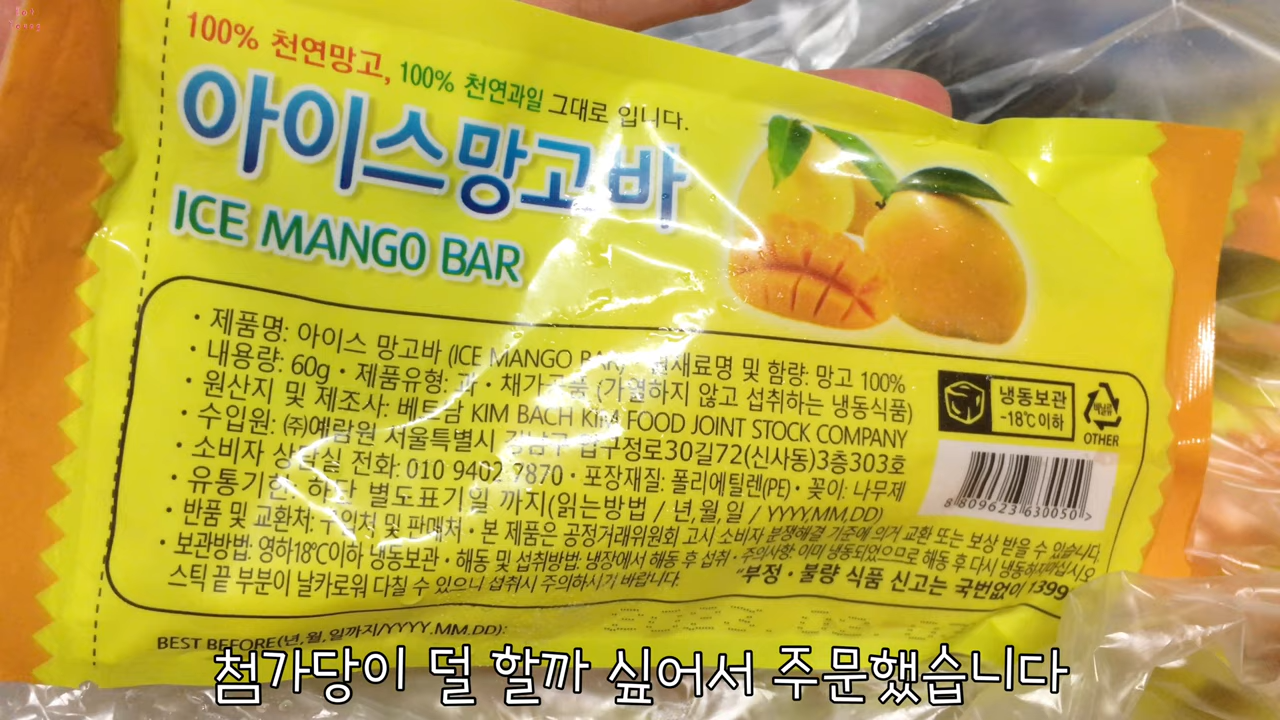 100% 천연망고, 100% 천연과일 그대로 입니다.
아이스망고바
ICE MANGO BAR
· 제품명: 아이스 망고바 (ICE MANGO BAR) · 원재료명 및 함량: 망고 100%
· 내용량: 60g · 제품유형: 과 · 채가공품 (가열하지 않고 섭취하는 냉동식품)
· 원산지 및 제조사: 베트남 KIM BACH KIM FOOD JOINT STOCK COMPANY
· 수입원: ㈜예람원 서울특별시 강남구 압구정로30길72(신사동)3층303호
· 소비자 상담실 전화: 010 9402 7870 · 포장재질: 폴리에틸렌(PE) · 꽂이: 나무제
· 유통기한: 하단 별도표기일 까지(읽는방법 / 년,월,일 / YYYY.MM.DD)
· 반품 및 교환처: 수입처 및 판매처 · 본 제품은 공정거래위원회 고시 소비자 분쟁해결 기준에 의거 교환 또는 보상 받을 수 있습니다.
· 보관방법: 영하18℃이하 냉동보관 · 해동 및 섭취방법: 냉장에서 해동 후 섭취 · 주의사항: 이미 냉동되었으므로 해동 후 다시 냉동하지마십시오
스틱 끝 부분이 날카로워 다칠 수 있으니 섭취시 주의하시기 바랍니다. "부정 · 불량 식품 신고는 국번없이 1399
냉동보관
-18℃이하
OTHER
8 809623 630050 >
BEST BEFORE(년,월,일까지/YYYY.MM.DD):
첨가당이 덜 할까 싶어서 주문했습니다